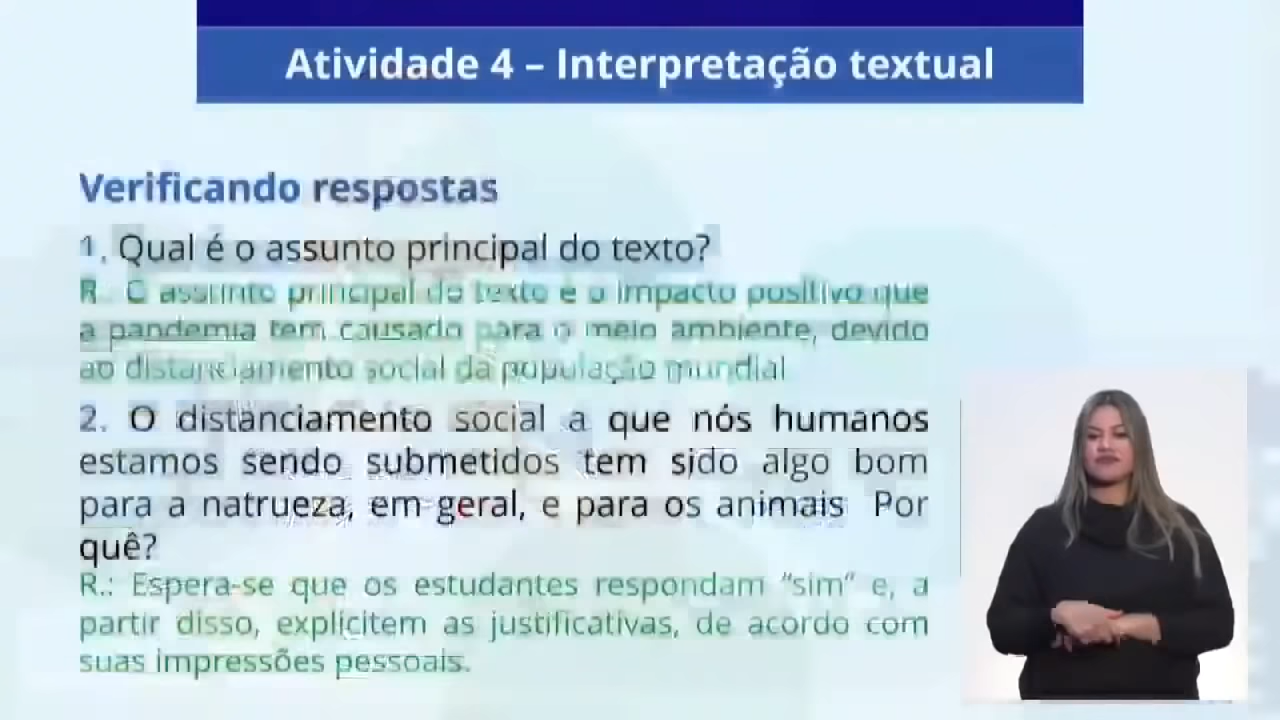 Atividade 4 – Interpretação textual
Verificando respostas
1. Qual é o assunto principal do texto?
R.: O assunto principal do texto é o impacto positivo que
a pandemia tem causado para o meio ambiente, devido
ao distanciamento social da população mundial.
2. O distanciamento social a que nós humanos
estamos sendo submetidos tem sido algo bom
para a natrueza, em geral, e para os animais Por
quê?
R.: Espera-se que os estudantes respondam “sim” e, a
partir disso, explicitem as justificativas, de acordo com
suas impressões pessoais.